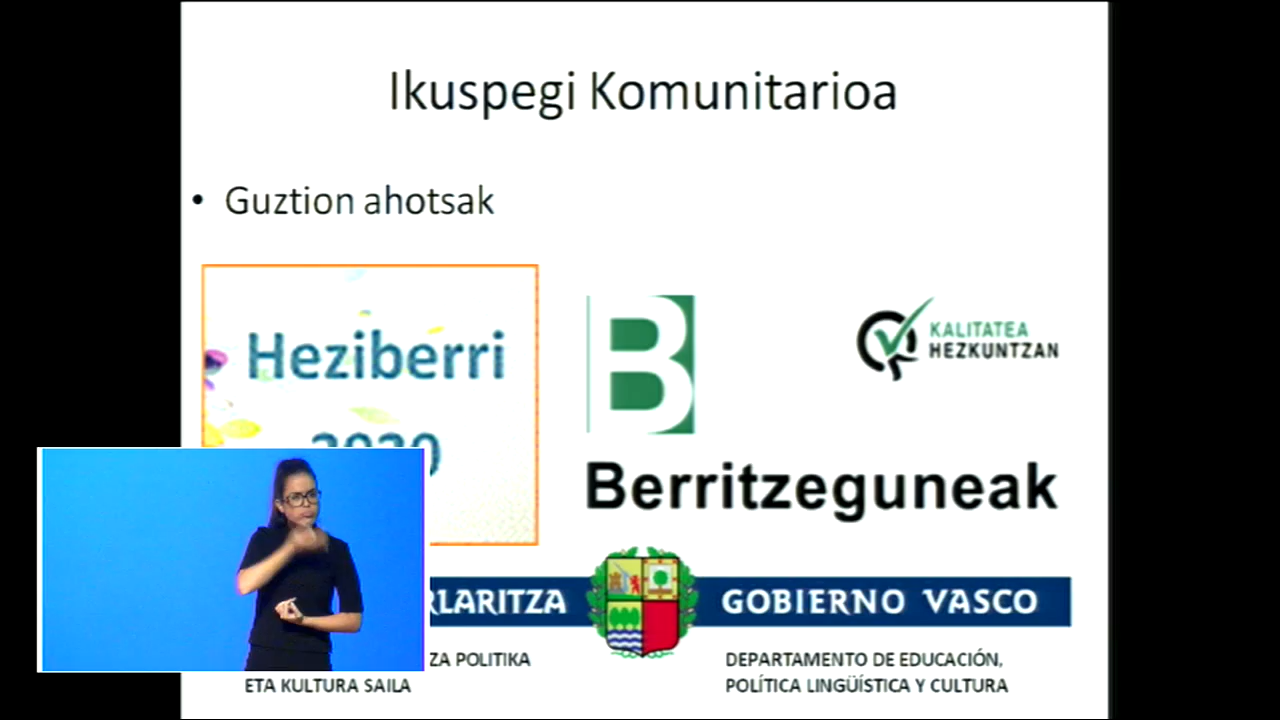 Ikuspegi Komunitarioa
• Guztion ahotsak
Heziberri
2020
B
Berritzeguneak
KALITATEA
HEZKUNTZAN
RLARITZA
GOBIERNO VASCO
ZA POLITIKA
ETA KULTURA SAILA
DEPARTAMENTO DE EDUCACIÓN,
POLÍTICA LINGÜÍSTICA Y CULTURA